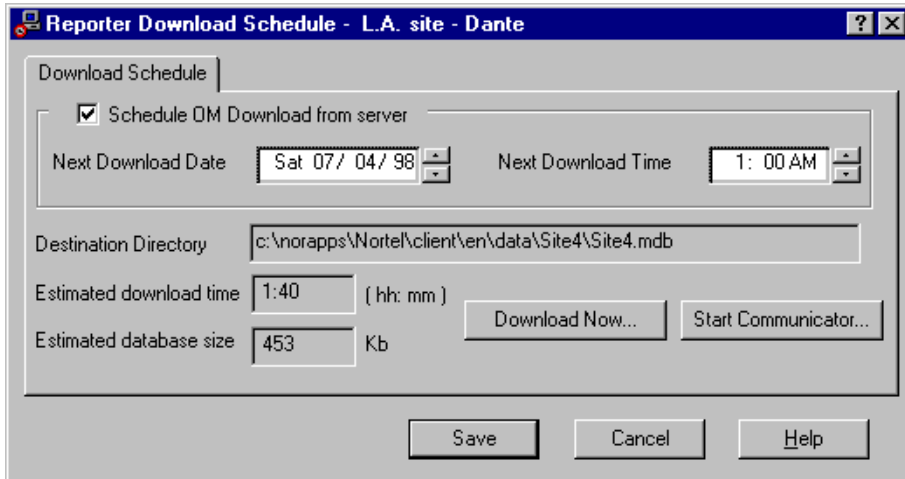 Reporter Download Schedule - L.A. site - Dante
Download Schedule
Schedule OM Download from server
Next Download Date Sat 07/ 04/ 98 Next Download Time 1: 00 AM
Destination Directory c:\norapps\Nortel\client\en\data\Site4\Site4.mdb
Estimated download time 1:40 ( hh: mm )
Download Now... Start Communicator...
Estimated database size 453 Kb
Save Cancel Help